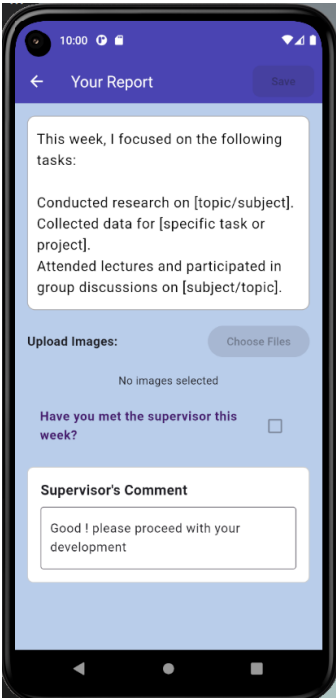 10:00
Your Report
Save
This week, I focused on the following
tasks:
Conducted research on [topic/subject].
Collected data for [specific task or
project].
Attended lectures and participated in
group discussions on [subject/topic].
Upload Images:
Choose Files
No images selected
Have you met the supervisor this
week?
Supervisor's Comment
Good ! please proceed with your
development